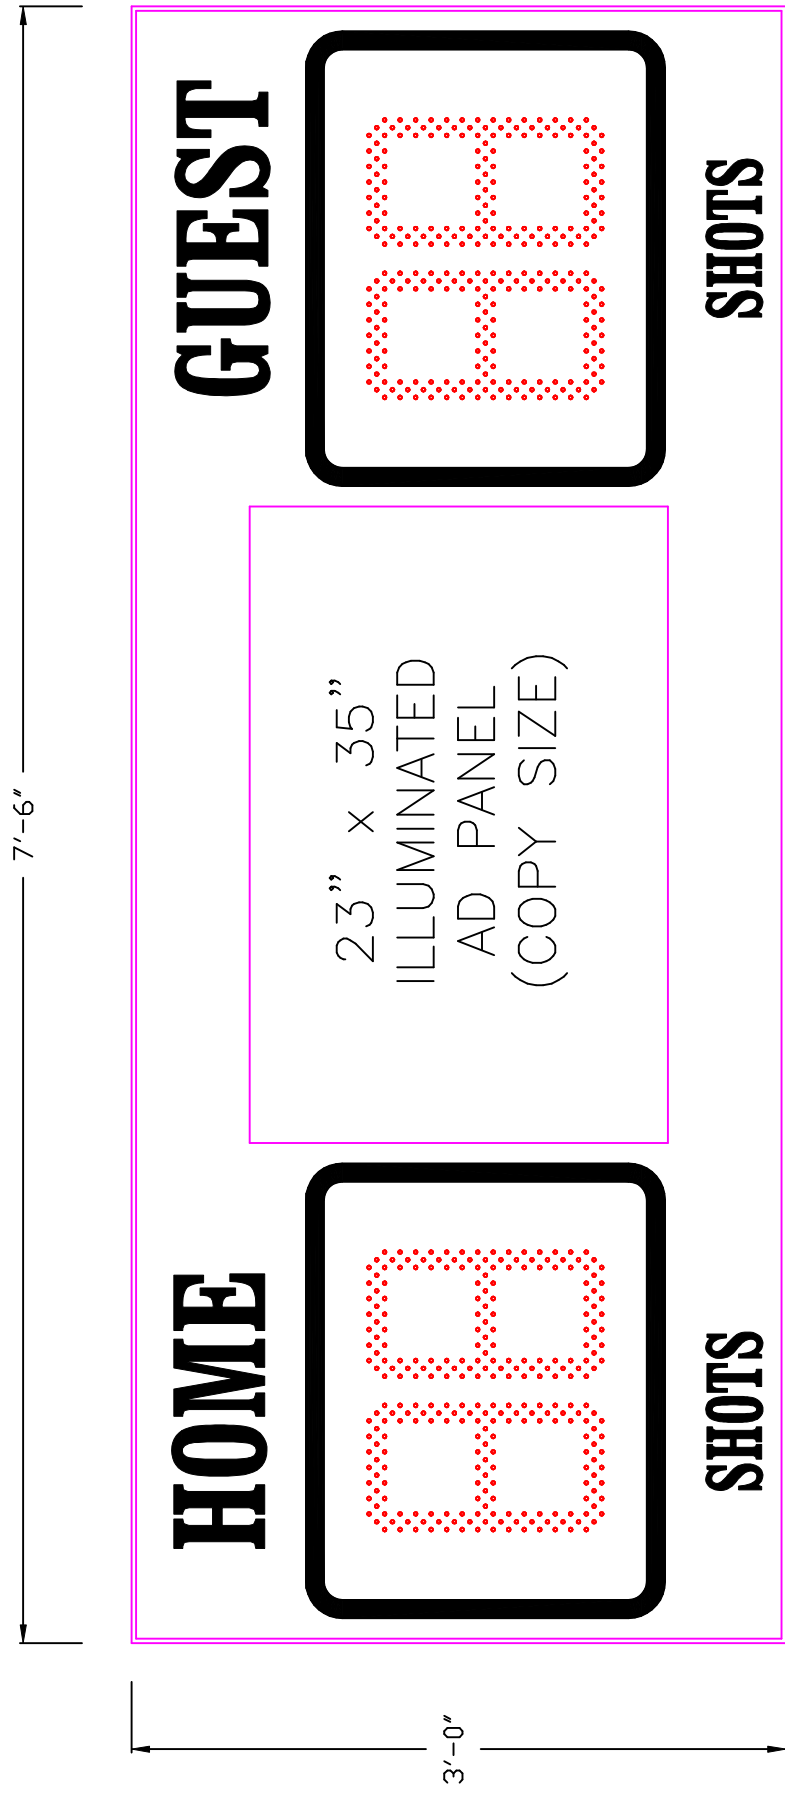 7'-6"
HOME
GUEST
23" x 35"
ILLUMINATED
AD PANEL
(COPY SIZE)
SHOTS
SHOTS
3'-0"